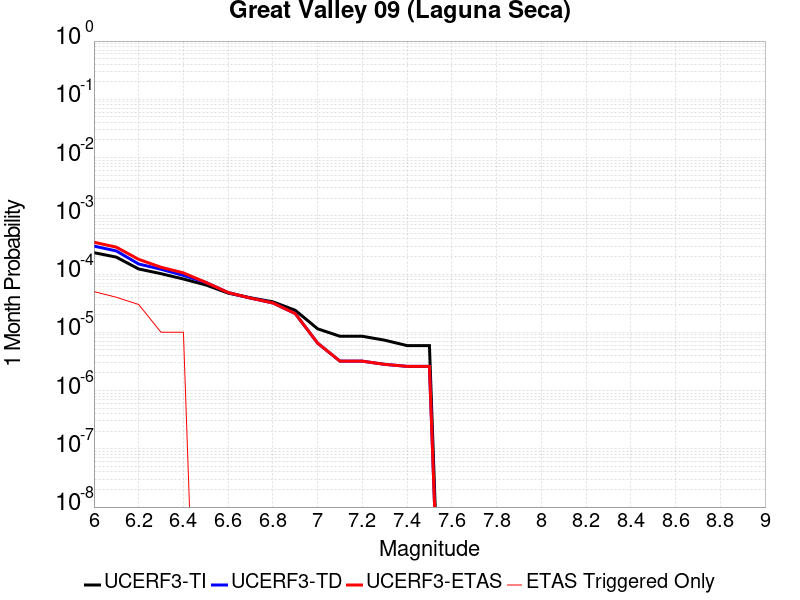 Great Valley 09 (Laguna Seca)
10^0
10^-1
10^-2
10^-3
10^-4
10^-5
10^-6
10^-7
10^-8
1 Month Probability
6 6.2 6.4 6.6 6.8 7 7.2 7.4 7.6 7.8 8 8.2 8.4 8.6 8.8 9
Magnitude
UCERF3-TI UCERF3-TD UCERF3-ETAS ETAS Triggered Only